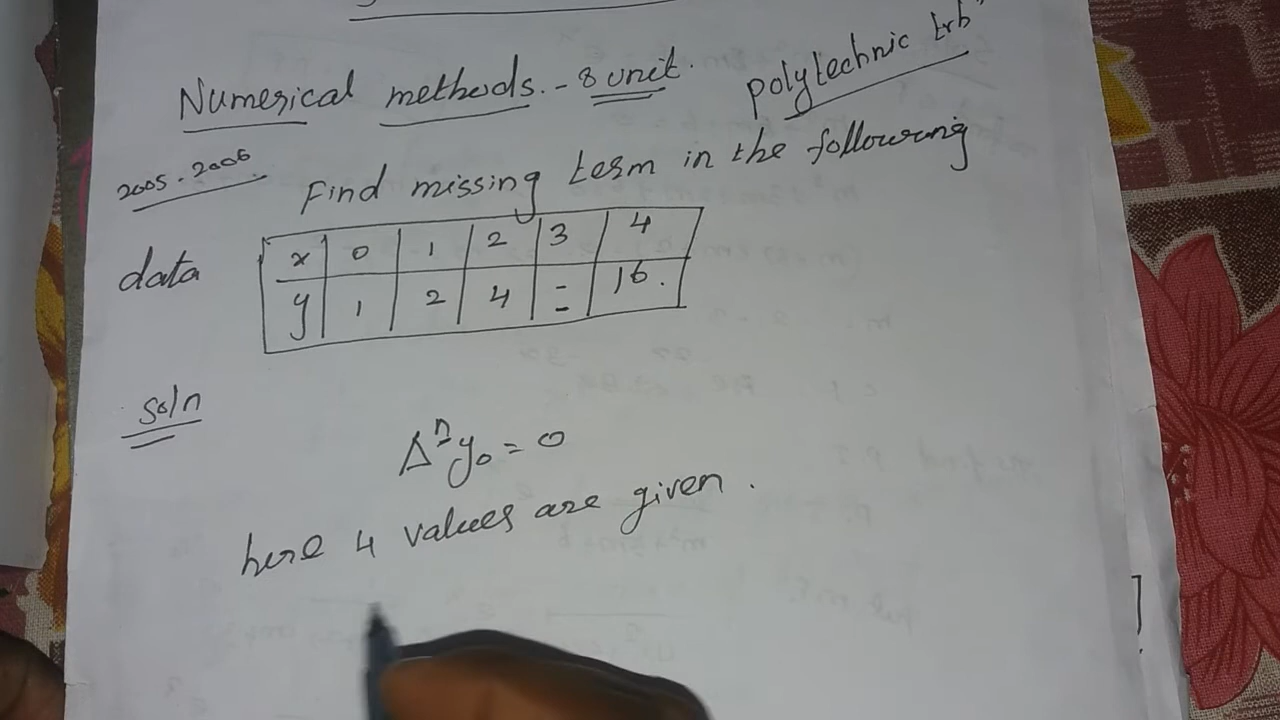 Numerical methods. - 8 unit. polytechnic trb
2005-2006 Find missing term in the following
data
x 0 1 2 3 4
y 1 2 4 = 16.
Soln
Δⁿy₀ = 0
here 4 values are given.